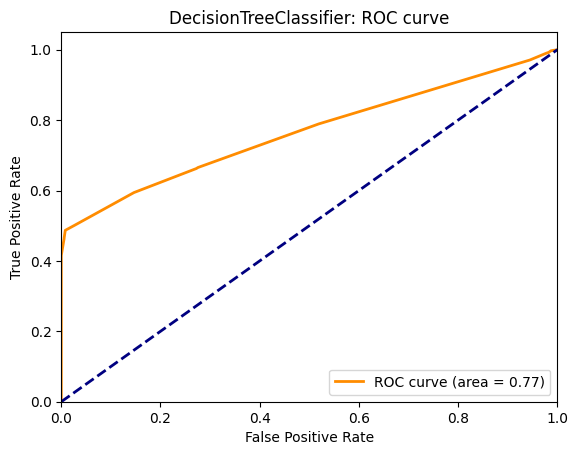 DecisionTreeClassifier: ROC curve
1.0
0.8
0.6
0.4
0.2
0.0
True Positive Rate
ROC curve (area = 0.77)
0.0 0.2 0.4 0.6 0.8 1.0
False Positive Rate